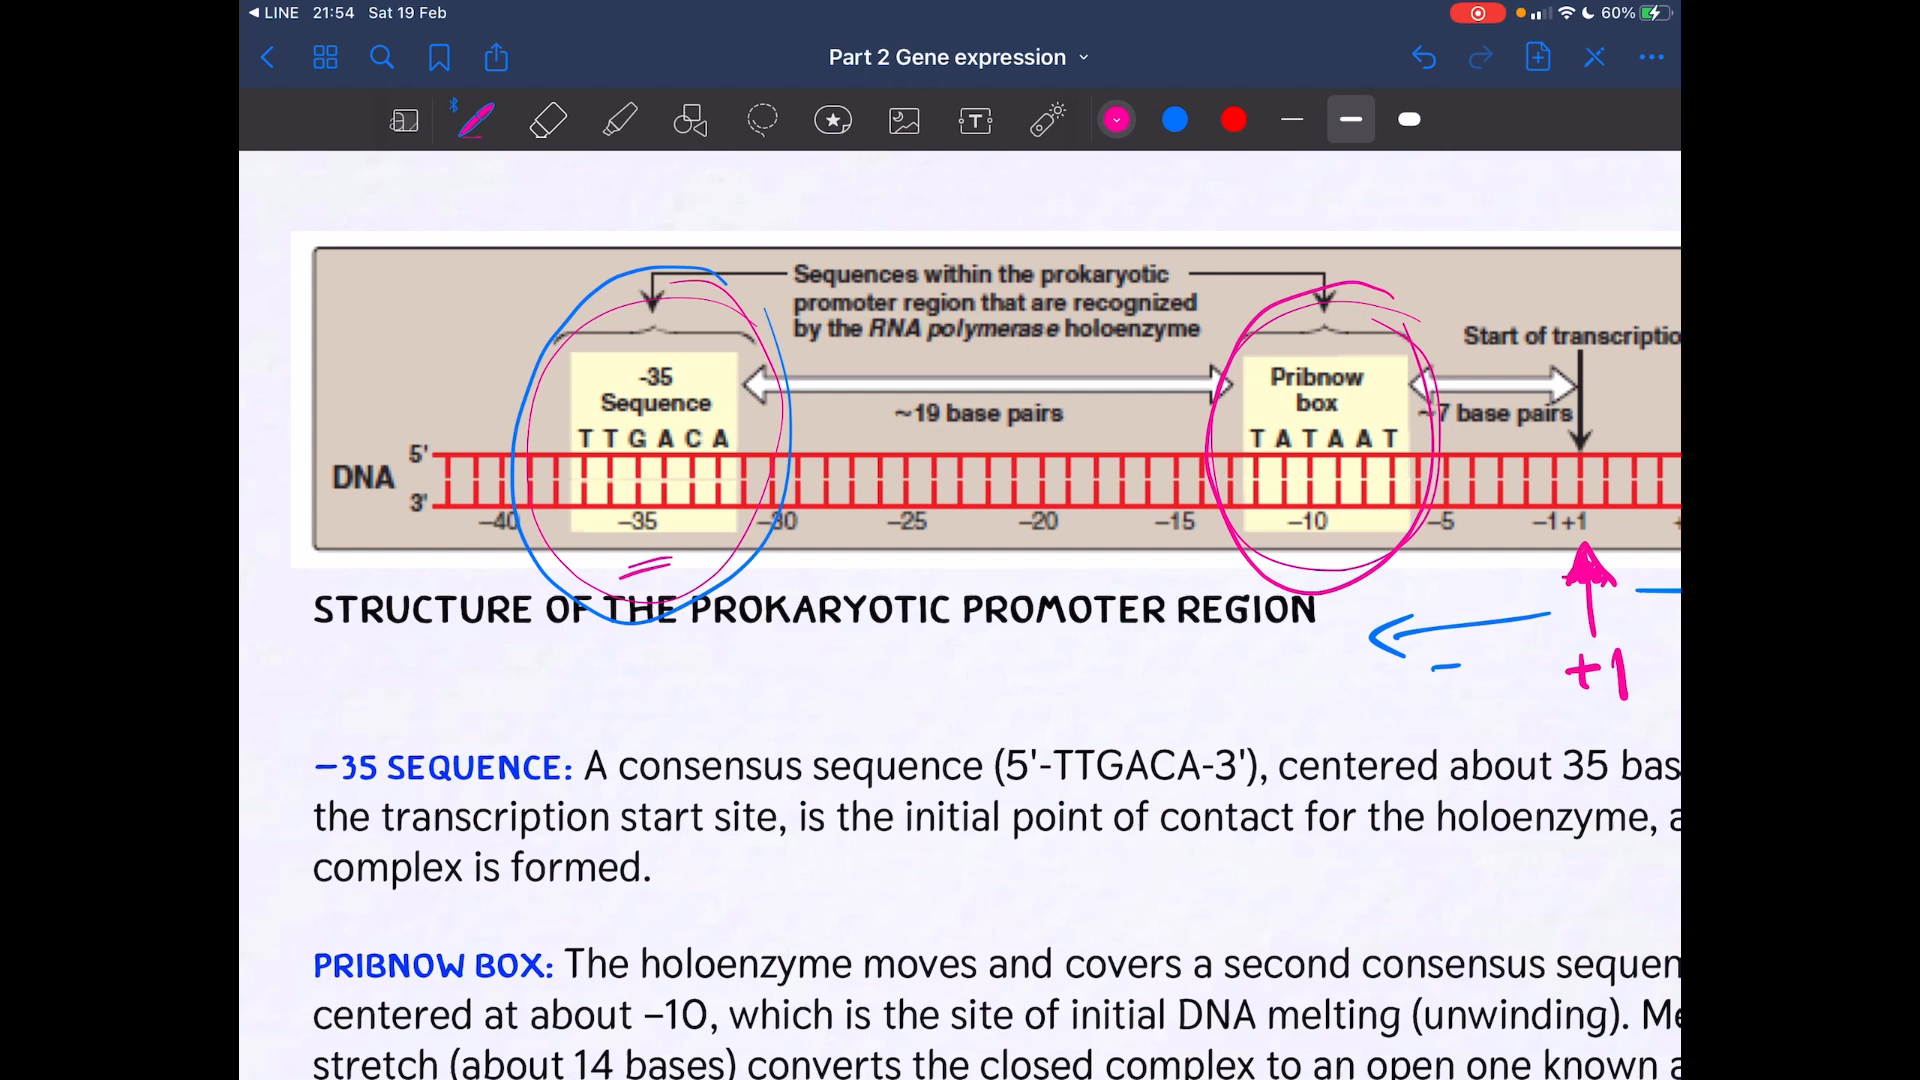 LINE 21:54 Sat 19 Feb 60%
Part 2 Gene expression
Sequences within the prokaryotic
promoter region that are recognized
by the RNA polymerase holoenzyme
Start of transcriptio
-35
Sequence
TTGACA
~19 base pairs
Pribnow
box
TATAAT
~7 base pairs
5'
DNA
3'
–40 –35 –30 –25 –20 –15 –10 –5 –1 +1 +
STRUCTURE OF THE PROKARYOTIC PROMOTER REGION
–
+1
–35 SEQUENCE: A consensus sequence (5'-TTGACA-3'), centered about 35 bas
the transcription start site, is the initial point of contact for the holoenzyme, a
complex is formed.
PRIBNOW BOX: The holoenzyme moves and covers a second consensus sequen
centered at about –10, which is the site of initial DNA melting (unwinding). Me
stretch (about 14 bases) converts the closed complex to an open one known a